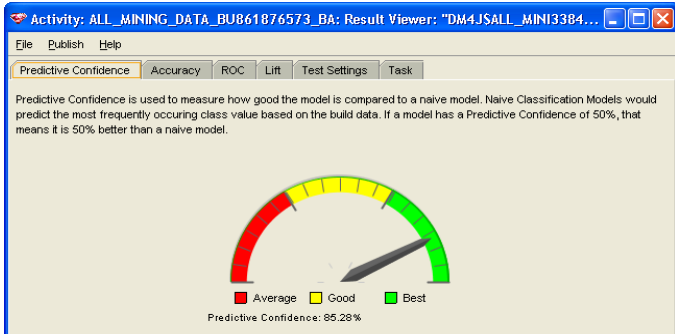 Activity: ALL_MINING_DATA_BU861876573_BA: Result Viewer: "DM4J$ALL_MINI3384...
File Publish Help
Predictive Confidence Accuracy ROC Lift Test Settings Task
Predictive Confidence is used to measure how good the model is compared to a naive model. Naive Classification Models would
predict the most frequently occuring class value based on the build data. If a model has a Predictive Confidence of 50%, that
means it is 50% better than a naive model.
Average Good Best
Predictive Confidence: 85.28%